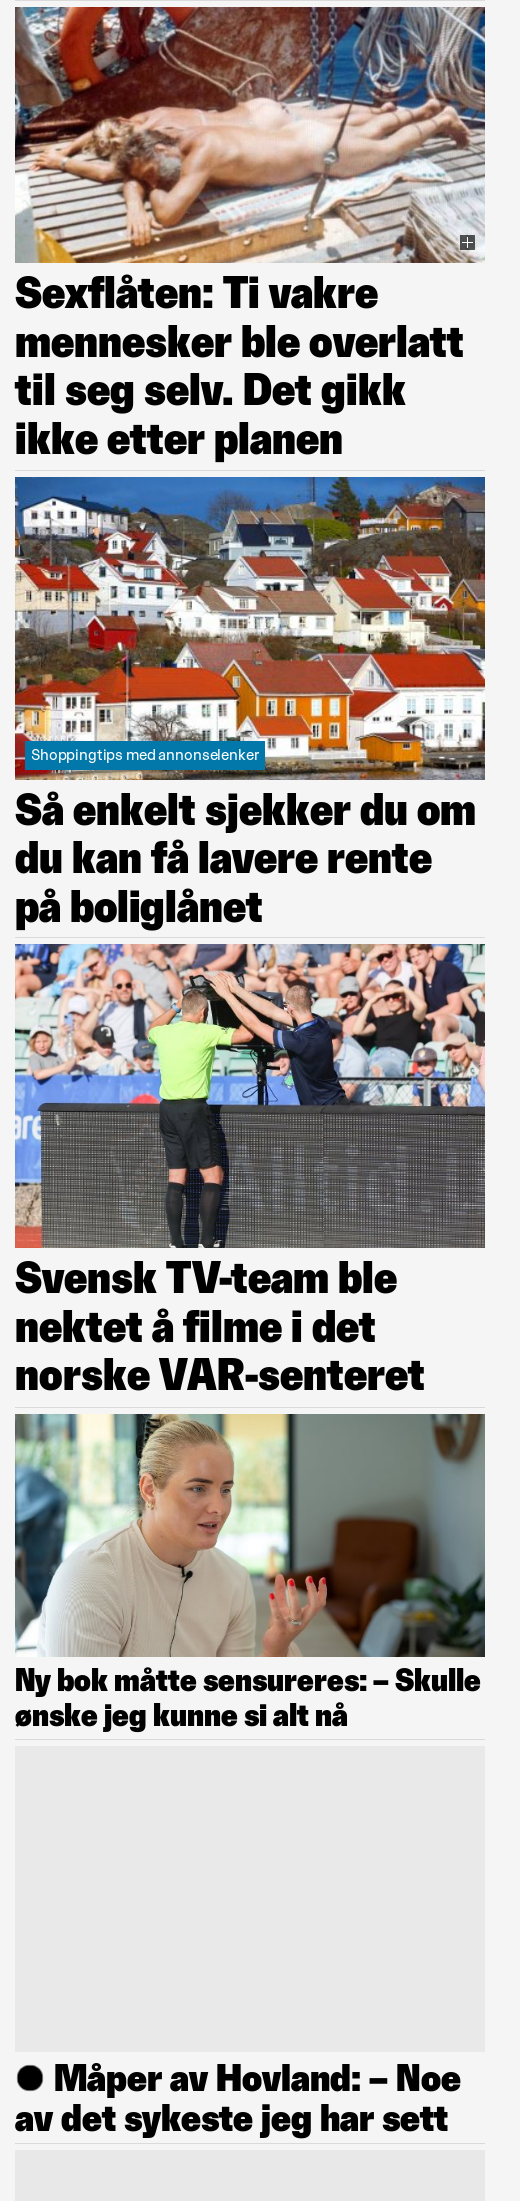 Sexflåten: Ti vakre
mennesker ble overlatt
til seg selv. Det gikk
ikke etter planen
Shoppingtips med annonselenker
Så enkelt sjekker du om
du kan få lavere rente
på boliglånet
are
Alltid. L
Svensk TV-team ble
nektet å filme i det
norske VAR-senteret
Ny bok måtte sensureres: – Skulle
ønske jeg kunne si alt nå
Måper av Hovland: – Noe
av det sykeste jeg har sett